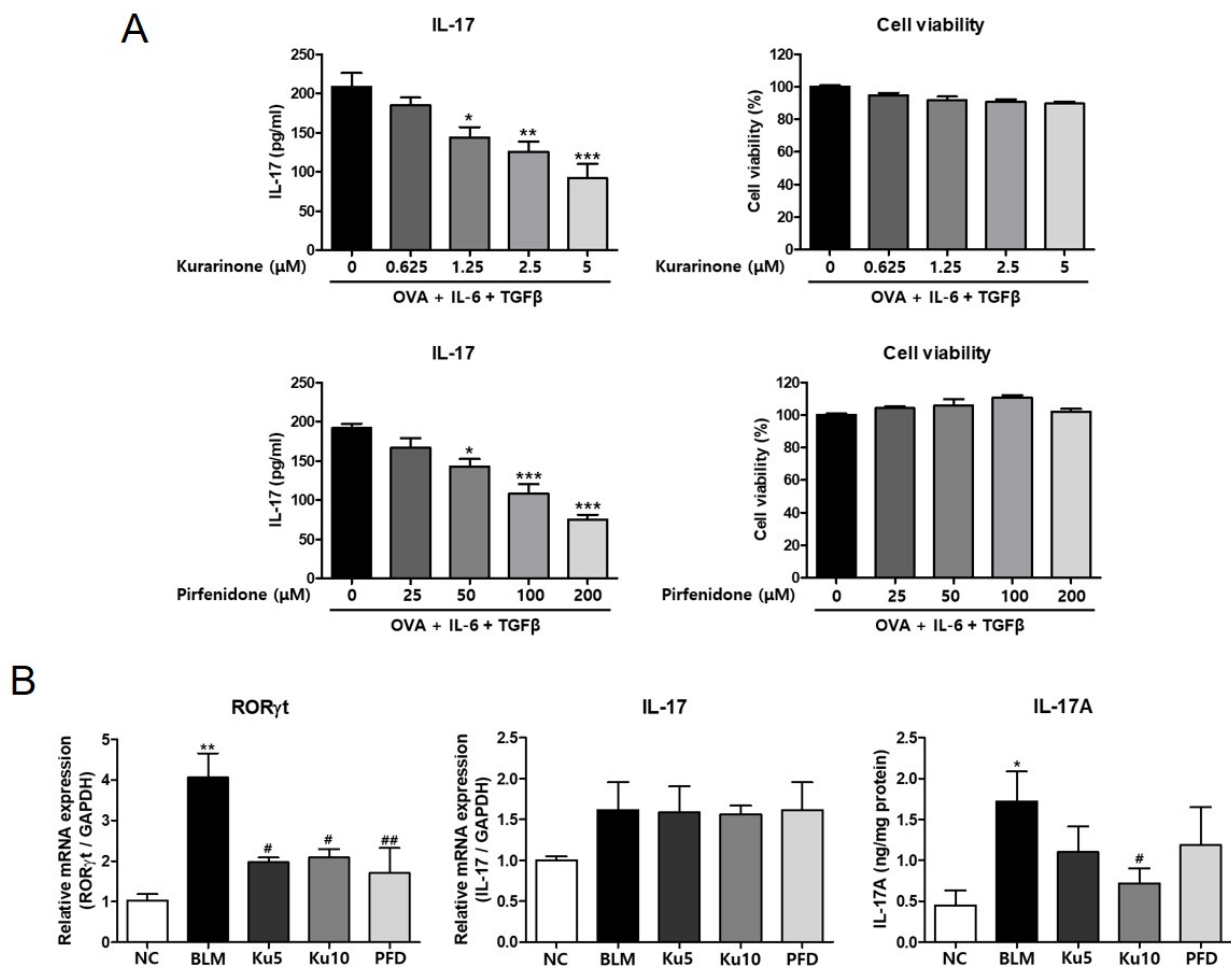 A
IL-17
IL-17 (pg/ml)
250
200
150
100
50
0
*
**
***
Kurarinone (μM)
0 0.625 1.25 2.5 5
OVA + IL-6 + TGFβ
Cell viability
Cell viability (%)
120
100
80
60
40
20
0
Kurarinone (μM)
0 0.625 1.25 2.5 5
OVA + IL-6 + TGFβ
IL-17
IL-17 (pg/ml)
250
200
150
100
50
0
*
***
***
Pirfenidone (μM)
0 25 50 100 200
OVA + IL-6 + TGFβ
Cell viability
Cell viability (%)
120
100
80
60
40
20
0
Pirfenidone (μM)
0 25 50 100 200
OVA + IL-6 + TGFβ
B
RORγt
Relative mRNA expression
(RORγt / GAPDH)
5
4
3
2
1
0
**
#
#
##
NC BLM Ku5 Ku10 PFD
IL-17
Relative mRNA expression
(IL-17 / GAPDH)
2.5
2.0
1.5
1.0
0.5
0.0
NC BLM Ku5 Ku10 PFD
IL-17A
IL-17A (ng/mg protein)
2.5
2.0
1.5
1.0
0.5
0.0
*
#
NC BLM Ku5 Ku10 PFD